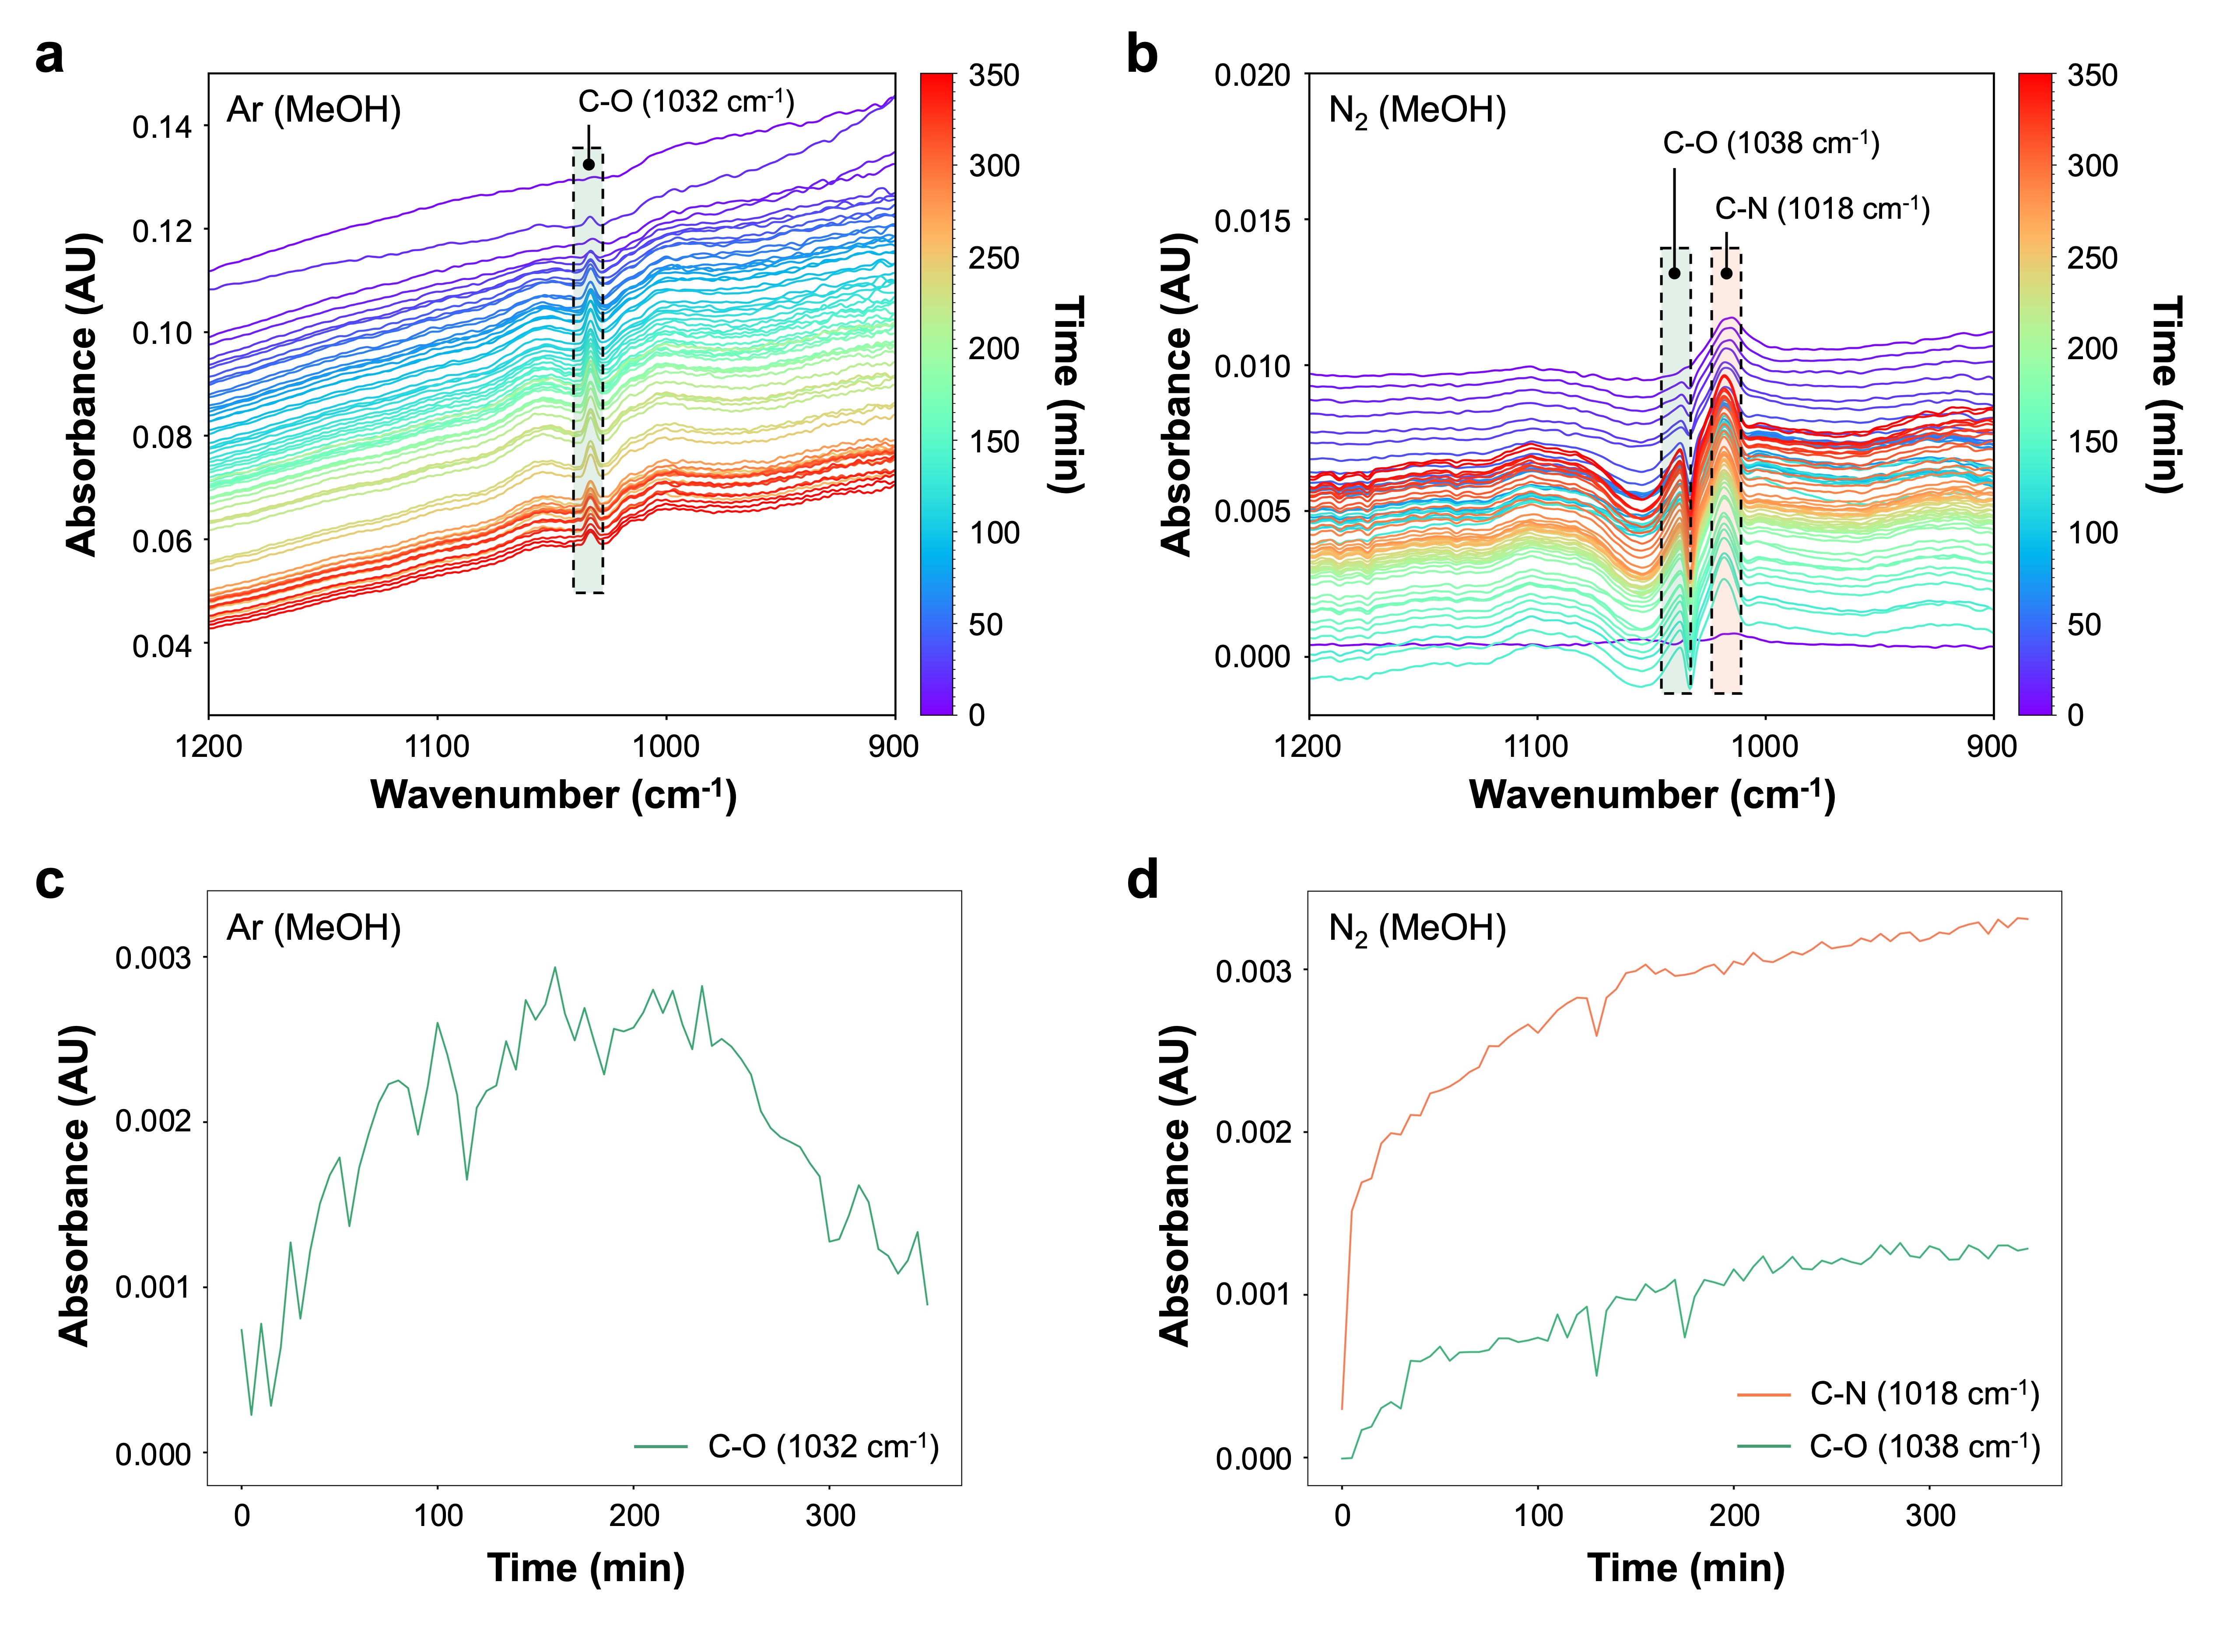 a
Ar (MeOH)
C-O (1032 cm⁻¹)
0.14
0.12
0.10
0.08
0.06
0.04
Absorbance (AU)
1200
1100
1000
900
Wavenumber (cm⁻¹)
350
300
250
200
150
100
50
0
Time (min)
b
N₂ (MeOH)
C-O (1038 cm⁻¹)
C-N (1018 cm⁻¹)
0.020
0.015
0.010
0.005
0.000
Absorbance (AU)
1200
1100
1000
900
Wavenumber (cm⁻¹)
350
300
250
200
150
100
50
0
Time (min)
c
Ar (MeOH)
0.003
0.002
0.001
0.000
Absorbance (AU)
C-O (1032 cm⁻¹)
0
100
200
300
Time (min)
d
N₂ (MeOH)
0.003
0.002
0.001
0.000
Absorbance (AU)
C-N (1018 cm⁻¹)
C-O (1038 cm⁻¹)
0
100
200
300
Time (min)